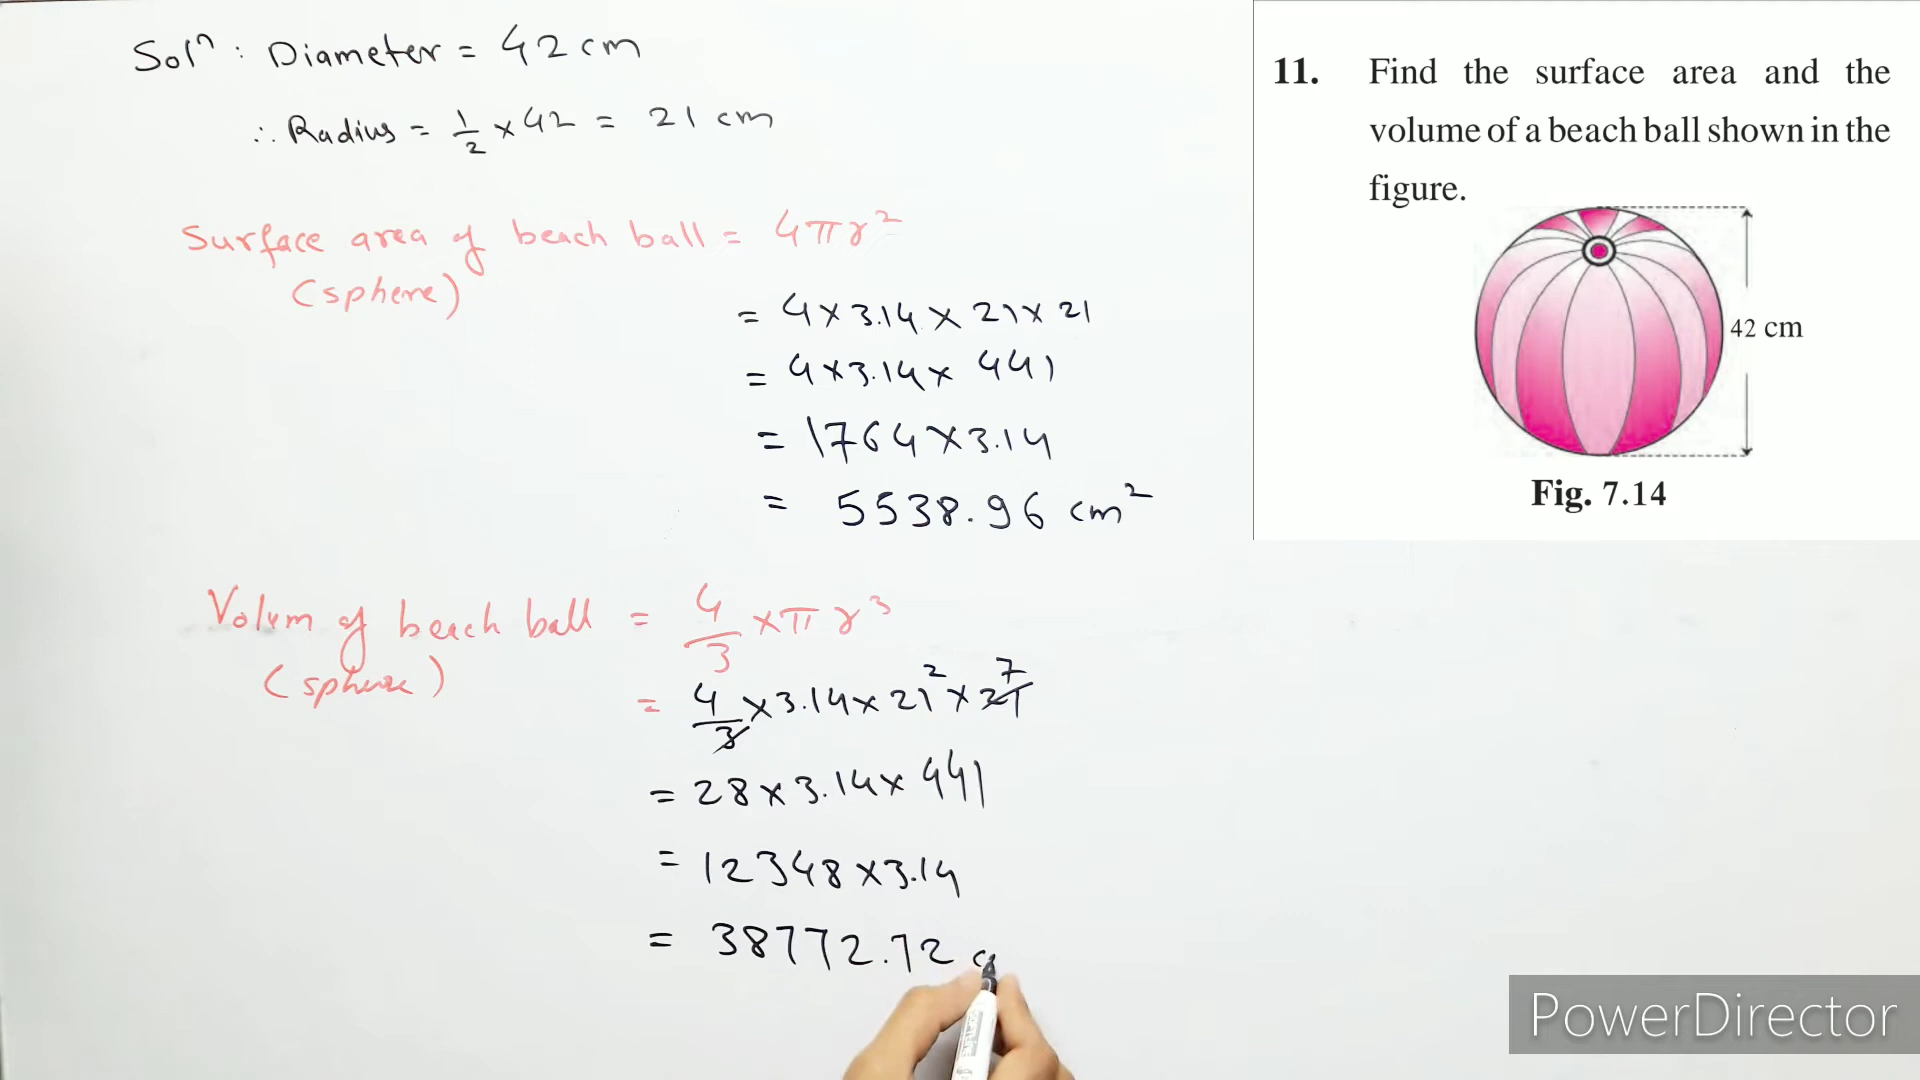 Solⁿ : Diameter = 42 cm
∴ Radius = 1/2 × 42 = 21 cm
Surface area of beach ball = 4πr²
(sphere)
= 4×3.14×21×21
= 4×3.14×441
= 1764×3.14
= 5538.96 cm²
Volum of beach ball = 4/3 ×πr³
(sphere)
= 4/3 ×3.14×21²×21 7
= 28×3.14×441
= 12348×3.14
= 38772.72 c
11. Find the surface area and the
volume of a beach ball shown in the
figure.
42 cm
Fig. 7.14
PowerDirector